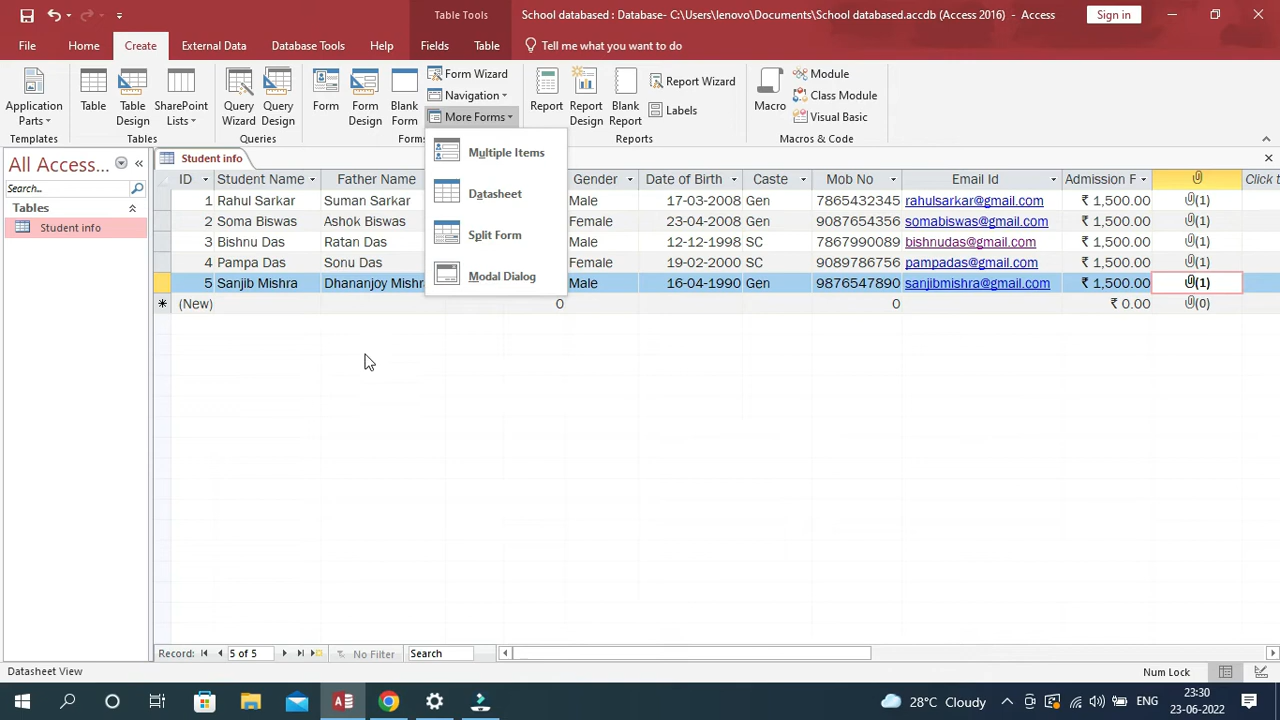 School databased : Database- C:\Users\lenovo\Documents\School databased.accdb (Access 2016) - Access
Table Tools
Sign in
File Home Create External Data Database Tools Help Fields Table Tell me what you want to do
Application Parts
Templates
Table
Table Design
SharePoint Lists
Tables
Query Wizard
Query Design
Queries
Form
Form Design
Blank Form
Form Wizard
Navigation
More Forms
Forms
Report
Report Design
Blank Report
Report Wizard
Labels
Reports
Macro
Module
Class Module
Visual Basic
Macros & Code
Multiple Items
Datasheet
Split Form
Modal Dialog
All Access...
Search...
Tables
Student info
Student info
ID Student Name Father Name Gender Date of Birth Caste Mob No Email Id Admission F Click t
1 Rahul Sarkar Suman Sarkar Male 17-03-2008 Gen 7865432345 rahulsarkar@gmail.com ₹ 1,500.00 (1)
2 Soma Biswas Ashok Biswas Female 23-04-2008 Gen 9087654356 somabiswas@gmail.com ₹ 1,500.00 (1)
3 Bishnu Das Ratan Das Male 12-12-1998 SC 7867990089 bishnudas@gmail.com ₹ 1,500.00 (1)
4 Pampa Das Sonu Das Female 19-02-2000 SC 9089786756 pampadas@gmail.com ₹ 1,500.00 (1)
5 Sanjib Mishra Dhananjoy Mishr Male 16-04-1990 Gen 9876547890 sanjibmishra@gmail.com ₹ 1,500.00 (1)
* (New) 0 0 ₹ 0.00 (0)
Record: 5 of 5 No Filter Search
Datasheet View
Num Lock
28°C Cloudy
ENG
23:30
23-06-2022